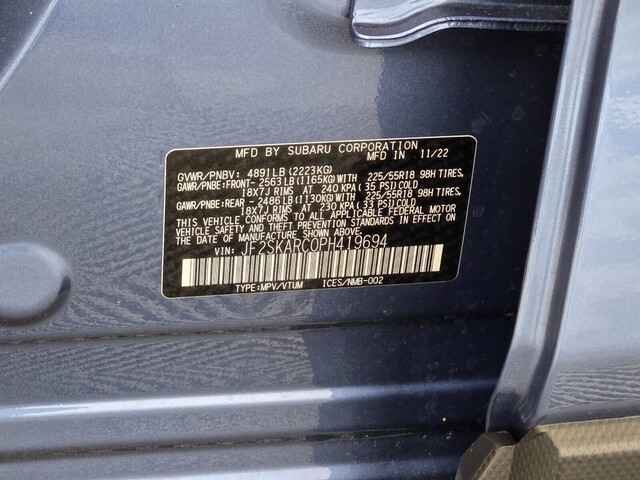 MFD BY SUBARU CORPORATION
MFD IN 11/22
GVWR/PNBV: 4891LB (2223KG)
GAWR/PNBE:FRONT-2563LB(1165KG)WITH 225/55R18 98H TIRES,
18X7J RIMS AT 240 KPA(35 PSI)COLD
GAWR/PNBE:REAR -2486LB(1130KG)WITH 225/55R18 98H TIRES,
18X7J RIMS AT 230 KPA(33 PSI)COLD
THIS VEHICLE CONFORMS TO ALL APPLICABLE FEDERAL MOTOR
VEHICLE SAFETY AND THEFT PREVENTION STANDARDS IN EFFECT ON
THE DATE OF MANUFACTURE SHOWN ABOVE.
VIN: JF2SKARC0PH419694
TYPE:MPV/VTUM ICES/NMB-002